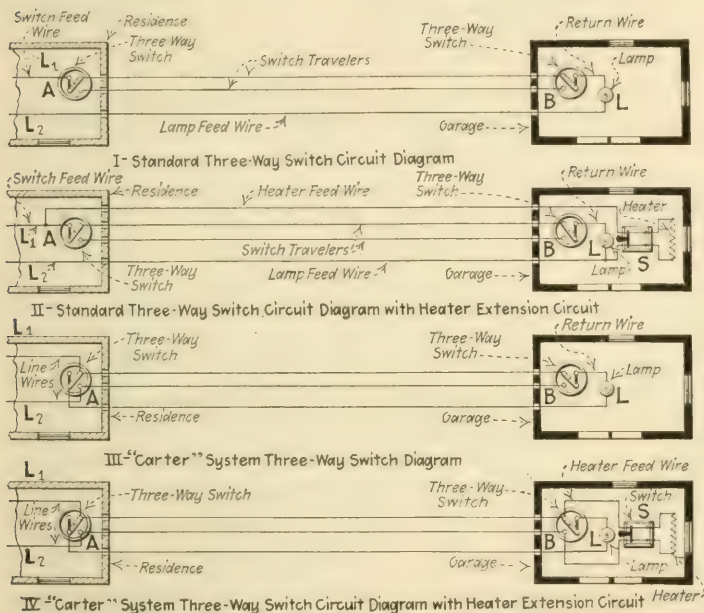 Switch Feed Wire
Residence
Three Way Switch
L1
A
L2
Switch Travelers
Lamp Feed Wire
Three-Way Switch
Return Wire
Lamp
B
L
Garage
I- Standard Three-Way Switch Circuit Diagram
Switch Feed Wire
Residence
Heater Feed Wire
Three-Way Switch
Return Wire
Heater
L1
A
L2
Switch Travelers
Three-Way Switch
Lamp Feed Wire
B
L
Lamp
S
Garage
II- Standard Three-Way Switch Circuit Diagram with Heater Extension Circuit
L1
Three-Way Switch
Line Wires
A
L2
Residence
Three-Way Switch
Return Wire
Lamp
B
L
Garage
III-"Carter" System Three-Way Switch Diagram
L1
Three-Way Switch
Line Wires
A
L2
Residence
Three-Way Switch
Heater Feed Wire
Switch
S
B
L
Garage
Lamp
Heater
IV-"Carter" System Three-Way Switch Circuit Diagram with Heater Extension Circuit